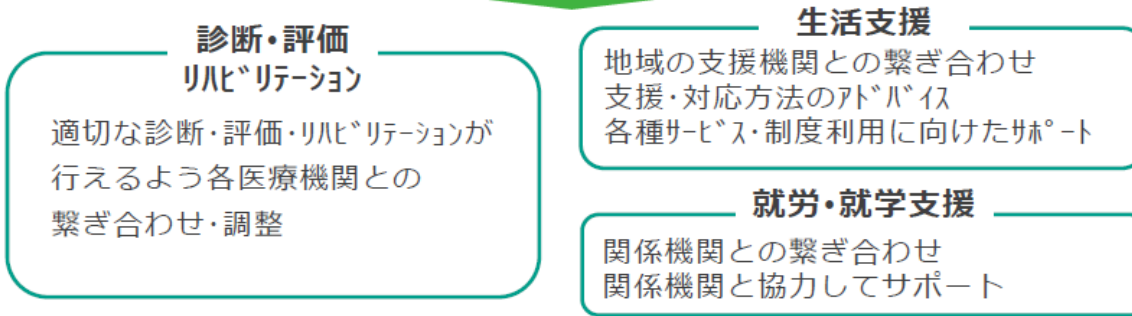 診断・評価
ﾘﾊﾋﾞﾘﾃｰｼｮﾝ
適切な診断・評価・ﾘﾊﾋﾞﾘﾃｰｼｮﾝが
行えるよう各医療機関との
繋ぎ合わせ・調整
生活支援
地域の支援機関との繋ぎ合わせ
支援・対応方法のｱﾄﾞﾊﾞｲｽ
各種ｻｰﾋﾞｽ・制度利用に向けたｻﾎﾟｰﾄ
就労・就学支援
関係機関との繋ぎ合わせ
関係機関と協力してサポート